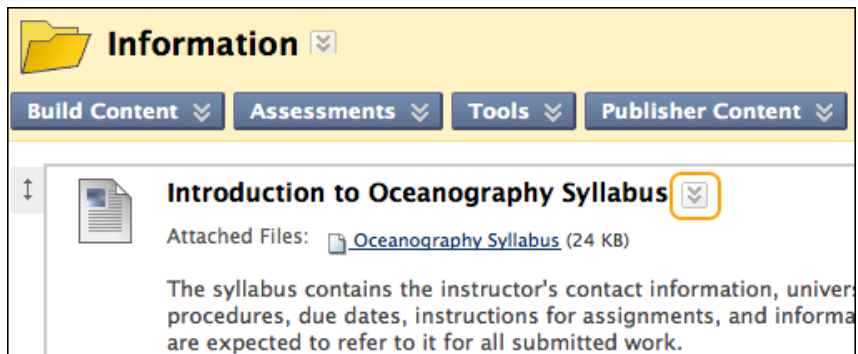 Information
Build Content Assessments Tools Publisher Content
Introduction to Oceanography Syllabus
Attached Files: Oceanography Syllabus (24 KB)
The syllabus contains the instructor's contact information,
procedures, due dates, instructions for assignments, and
are expected to refer to it for all submitted work.